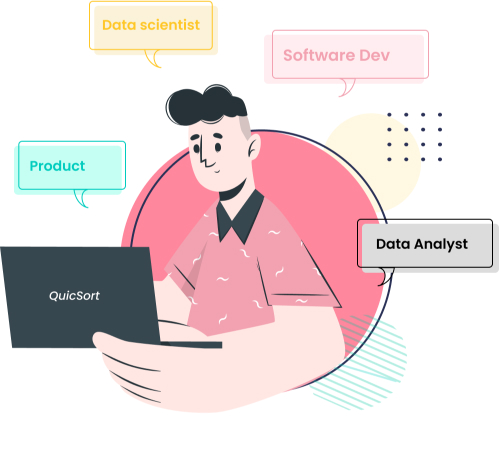 Data scientist
Software Dev
Product
Data Analyst
QuicSort